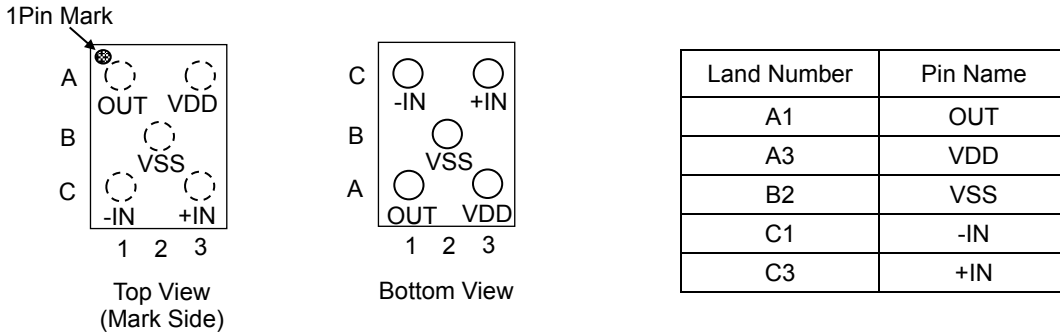 1Pin Mark
A
OUT VDD
B
VSS
C
-IN +IN
1 2 3
Top View
(Mark Side)
C
-IN +IN
B
VSS
A
OUT VDD
1 2 3
Bottom View
Land Number Pin Name
A1 OUT
A3 VDD
B2 VSS
C1 -IN
C3 +IN